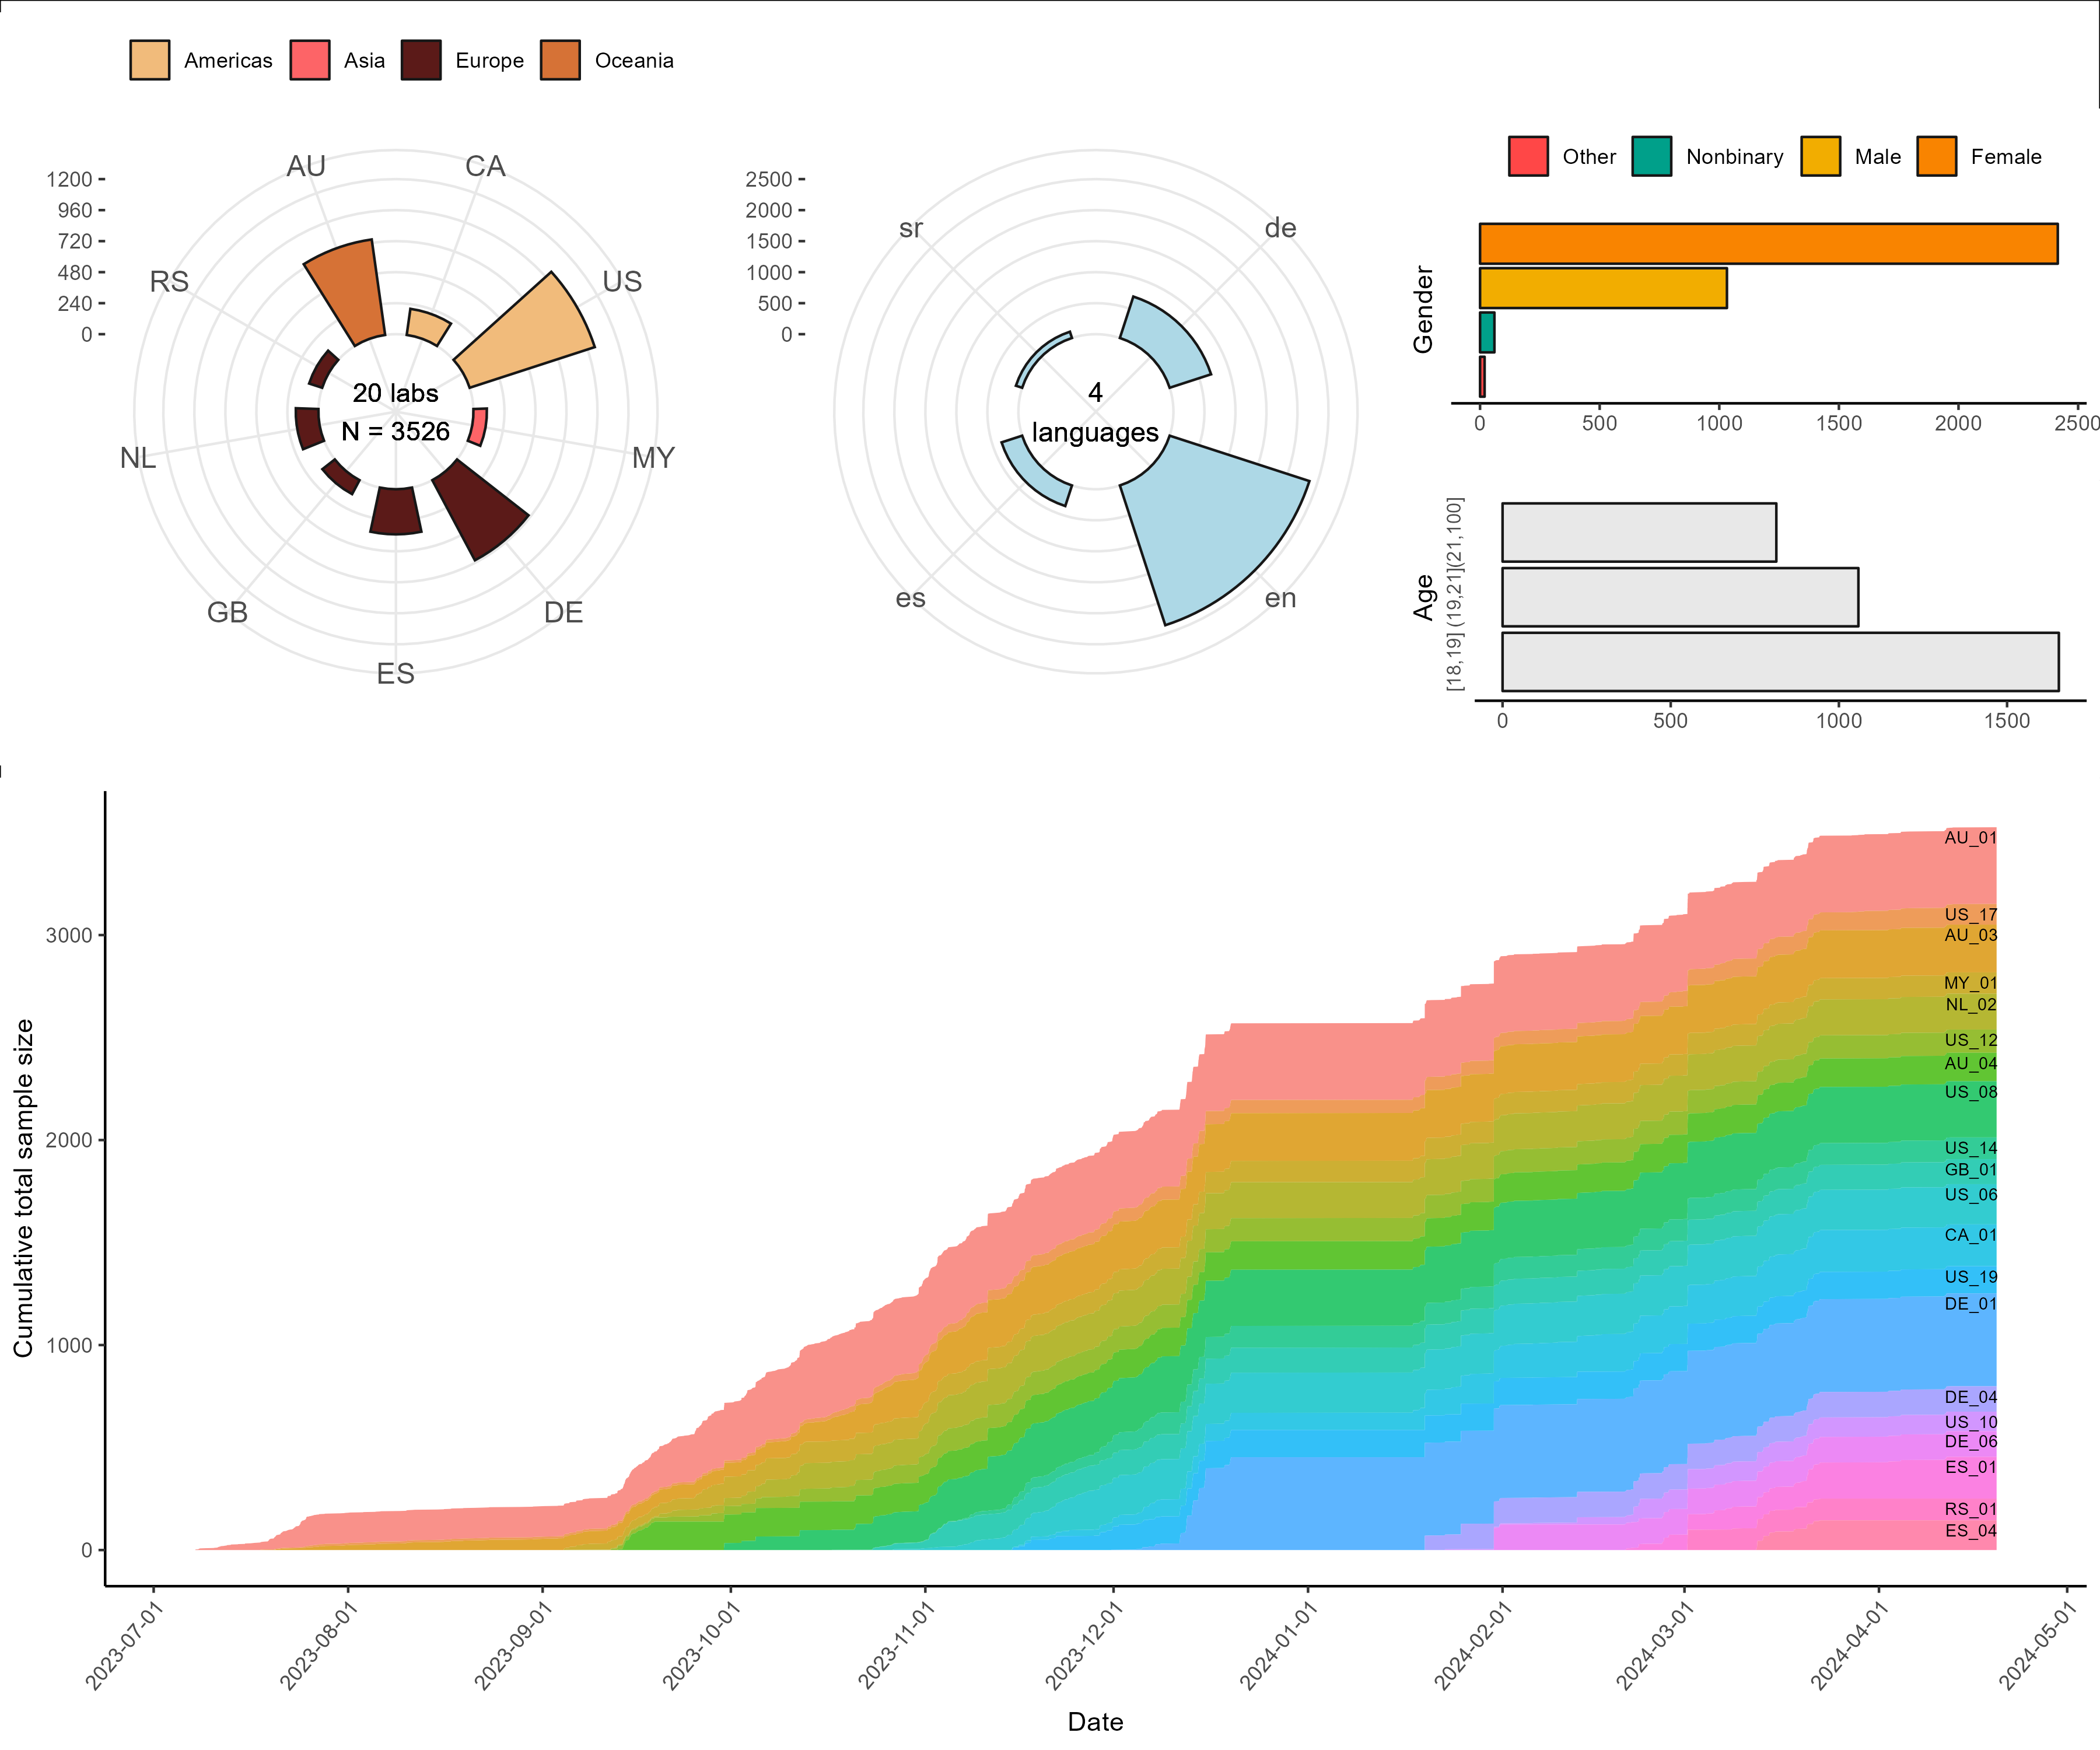 Americas Asia Europe Oceania
Other Nonbinary Male Female
1200
960
720
480
240
0
AU
CA
US
MY
DE
ES
GB
NL
RS
20 labs
N = 3526
2500
2000
1500
1000
500
0
sr
de
en
es
4
languages
Gender
0 500 1000 1500 2000 2500
Age
[18,19] (19,21] (21,100]
0 500 1000 1500
Cumulative total sample size
3000
2000
1000
0
AU_01
US_17
AU_03
MY_01
NL_02
US_12
AU_04
US_08
US_14
GB_01
US_06
CA_01
US_19
DE_01
DE_04
US_10
DE_06
ES_01
RS_01
ES_04
2023-07-01 2023-08-01 2023-09-01 2023-10-01 2023-11-01 2023-12-01 2024-01-01 2024-02-01 2024-03-01 2024-04-01 2024-05-01
Date